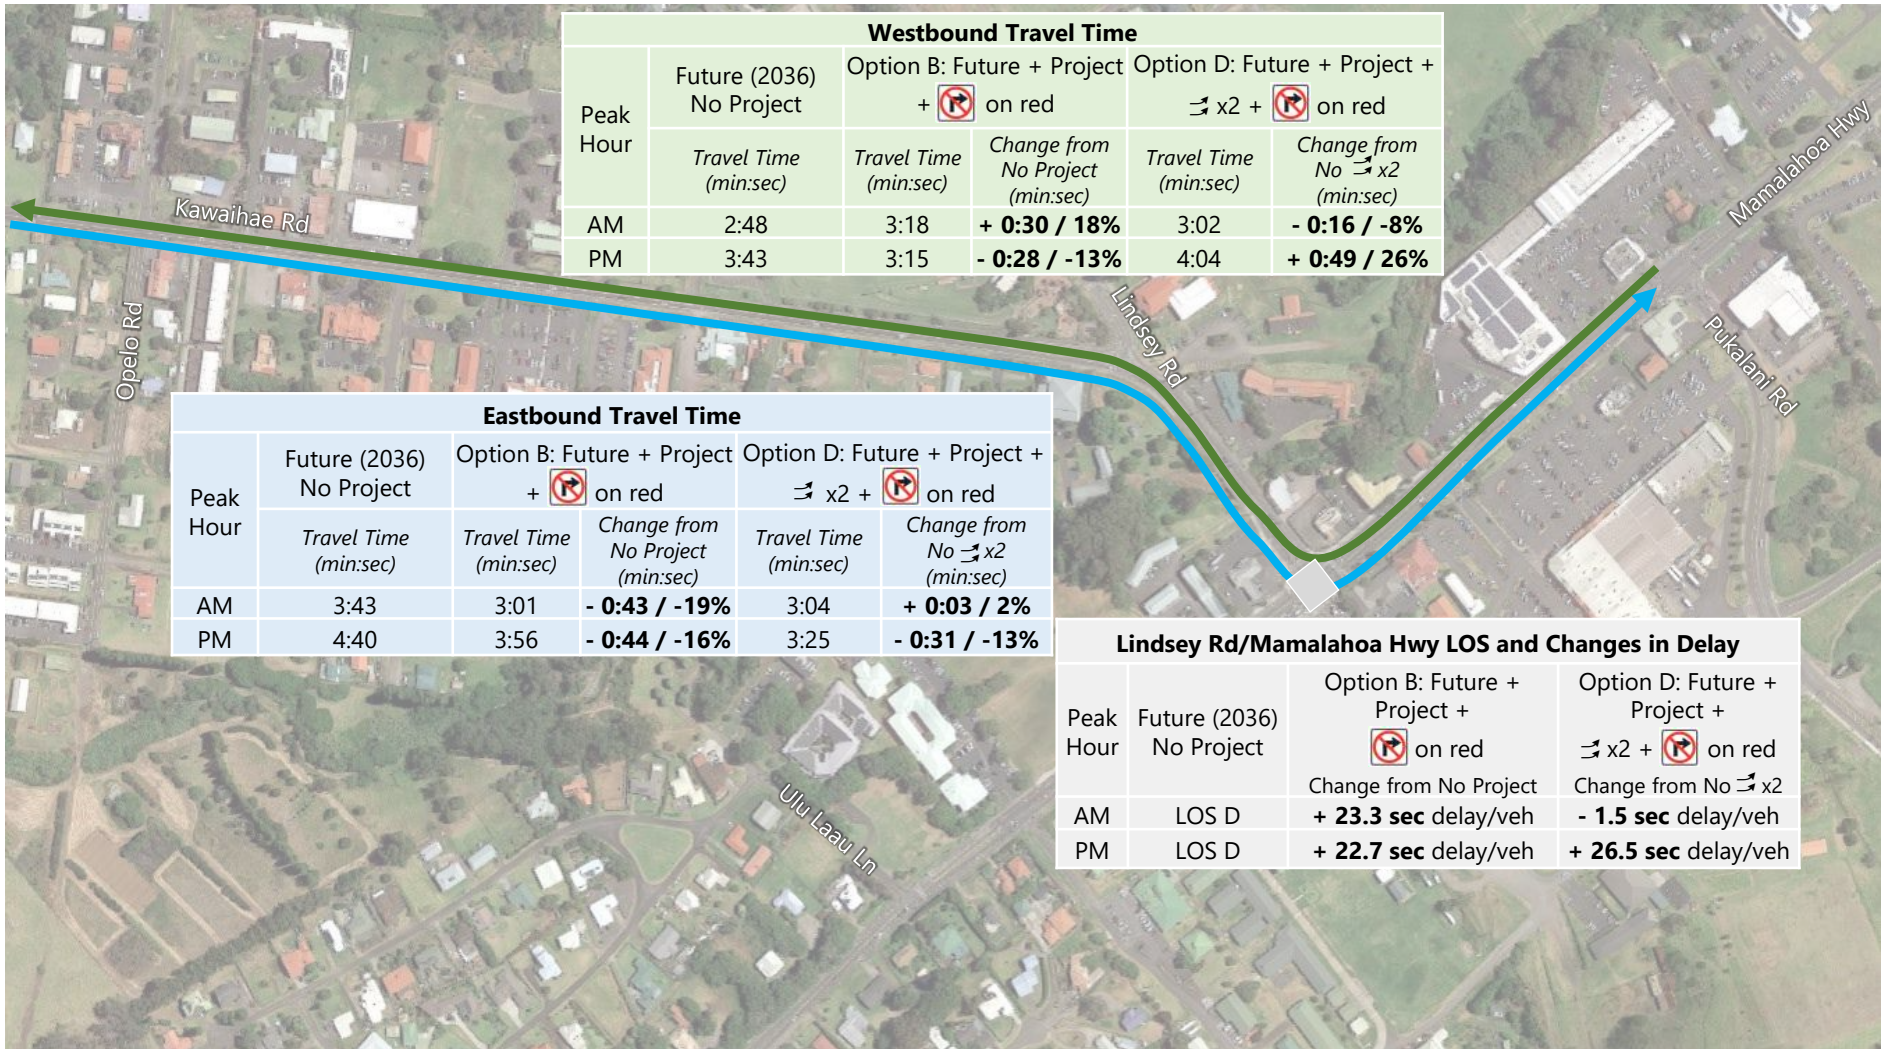 Westbound Travel Time
Peak Hour
Future (2036) No Project
Option B: Future + Project + on red
Option D: Future + Project + x2 + on red
Travel Time (min:sec)
Travel Time (min:sec)
Change from No Project (min:sec)
Travel Time (min:sec)
Change from No x2 (min:sec)
AM 2:48 3:18 + 0:30 / 18% 3:02 - 0:16 / -8%
PM 3:43 3:15 - 0:28 / -13% 4:04 + 0:49 / 26%
Kawaihae Rd
Opelo Rd
Lindsey Rd
Mamalahoa Hwy
Pukalani Rd
Eastbound Travel Time
Peak Hour
Future (2036) No Project
Option B: Future + Project + on red
Option D: Future + Project + x2 + on red
Travel Time (min:sec)
Travel Time (min:sec)
Change from No Project (min:sec)
Travel Time (min:sec)
Change from No x2 (min:sec)
AM 3:43 3:01 - 0:43 / -19% 3:04 + 0:03 / 2%
PM 4:40 3:56 - 0:44 / -16% 3:25 - 0:31 / -13%
Lindsey Rd/Mamalahoa Hwy LOS and Changes in Delay
Peak Hour
Future (2036) No Project
Option B: Future + Project + on red
Change from No Project
Option D: Future + Project + x2 + on red
Change from No x2
AM LOS D + 23.3 sec delay/veh - 1.5 sec delay/veh
PM LOS D + 22.7 sec delay/veh + 26.5 sec delay/veh
Ulu Laau Ln